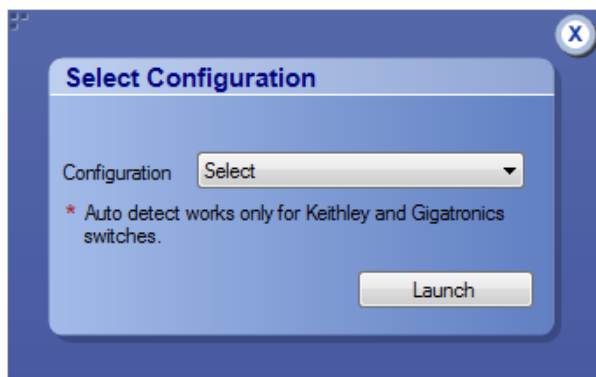 X
Select Configuration
Configuration Select
* Auto detect works only for Keithley and Gigatronics
switches.
Launch